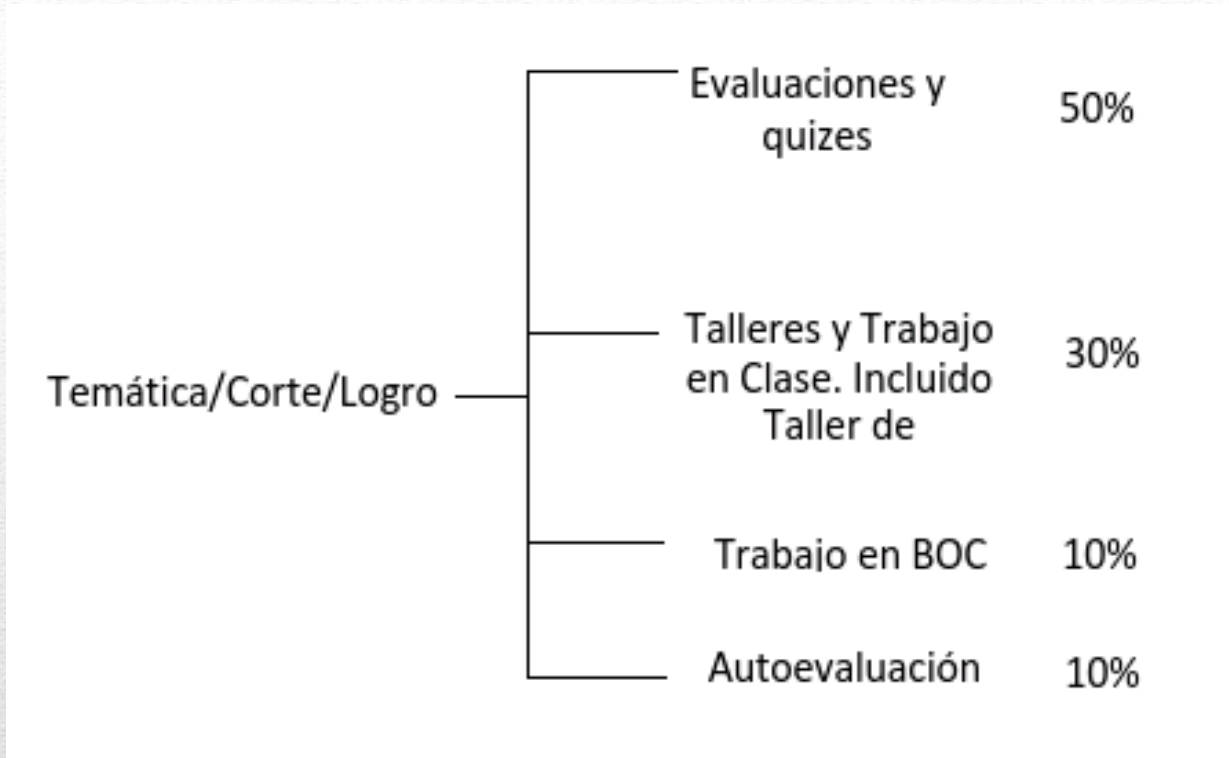 Evaluaciones y
quizes
50%
Talleres y Trabajo
en Clase. Incluido
Taller de
30%
Temática/Corte/Logro
Trabajo en BOC
10%
Autoevaluación
10%